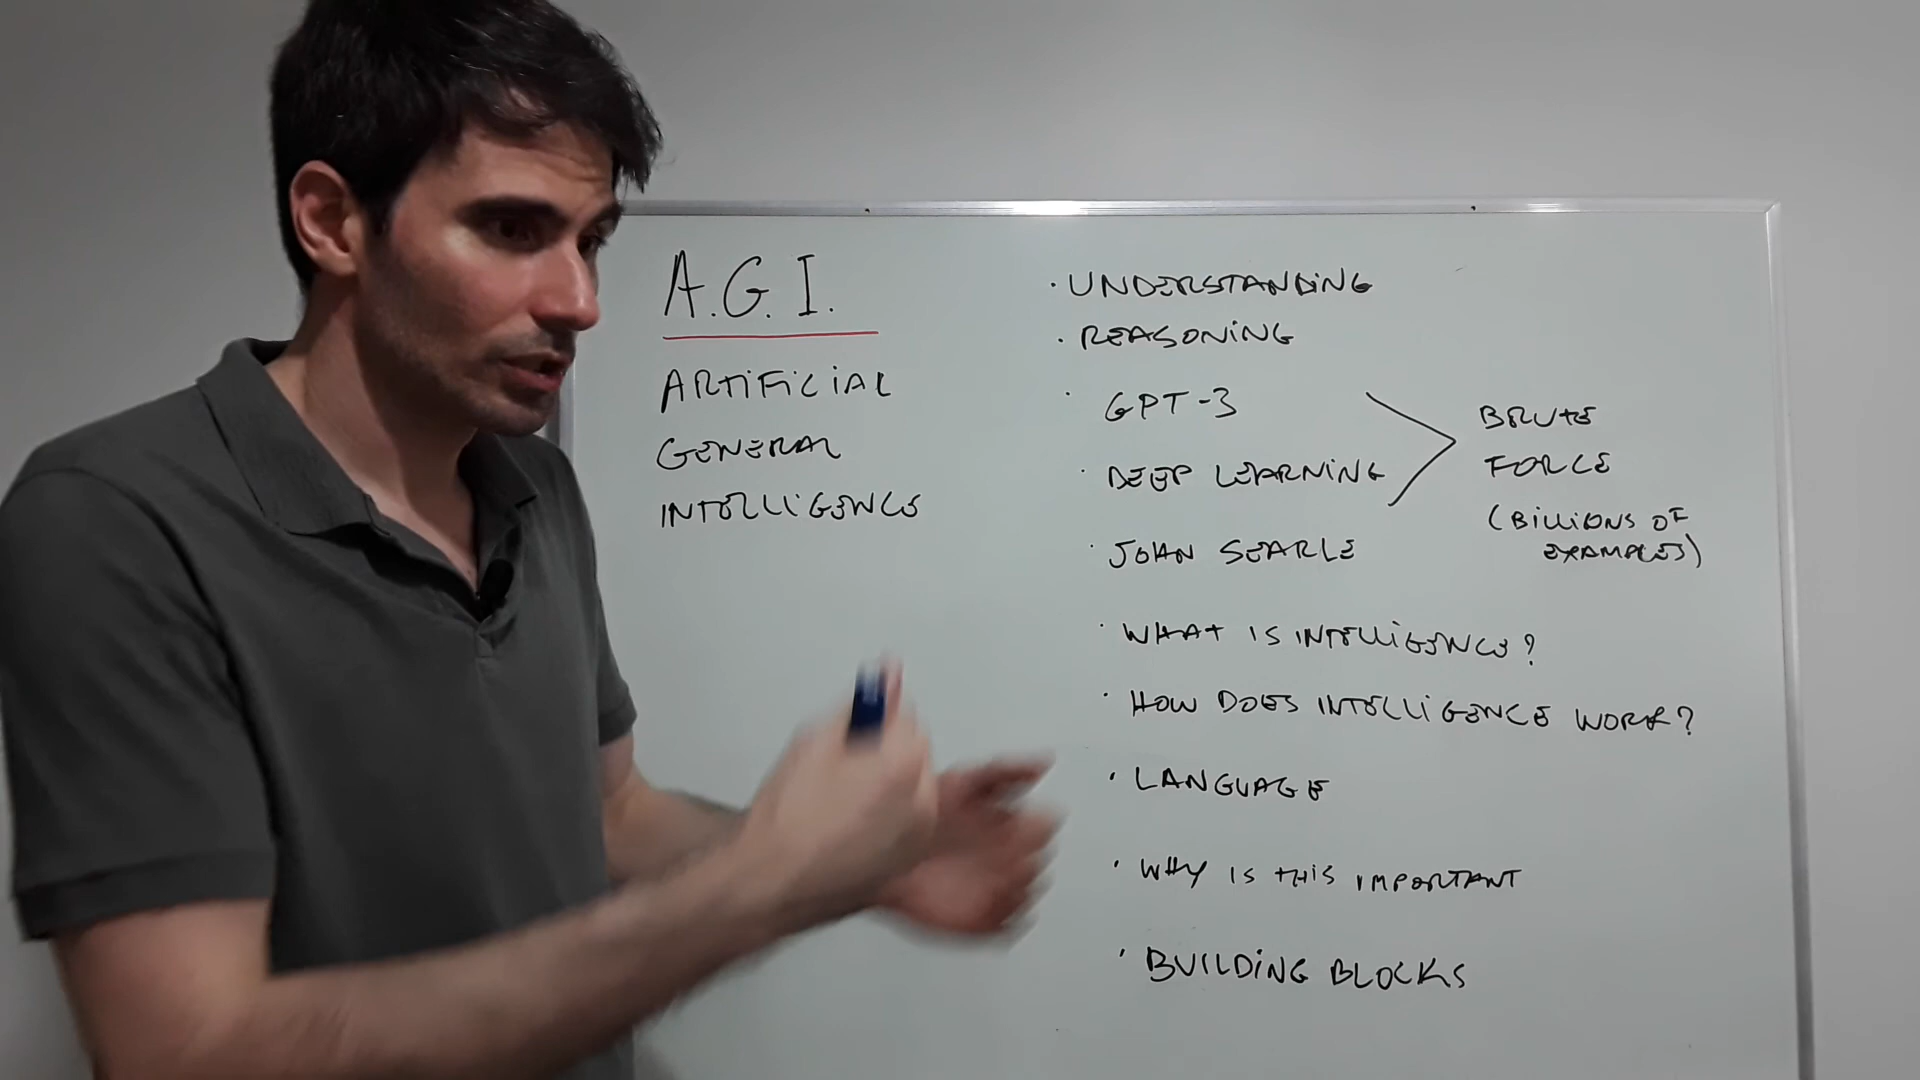 A.G.I.
ARTIFICIAL
GENERAL
INTELLIGENCE
· UNDERSTANDING
· REASONING
· GPT-3
· DEEP LEARNING
BRUTE
FORCE
(BILLIONS OF
EXAMPLES)
· JOHN SEARLE
· WHAT IS INTELLIGENCE?
· HOW DOES INTELLIGENCE WORK?
· LANGUAGE
· WHY IS THIS IMPORTANT
· BUILDING BLOCKS